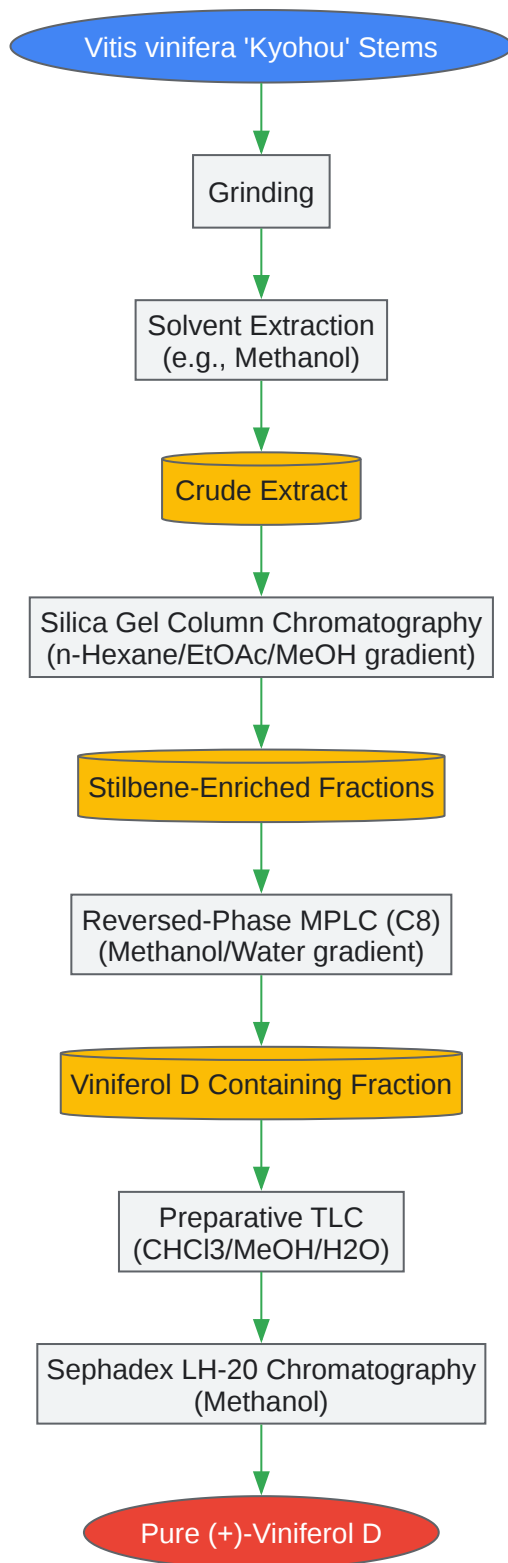 Vitis vinifera 'Kyohou' Stems
Grinding
Solvent Extraction
(e.g., Methanol)
Crude Extract
Silica Gel Column Chromatography
(n-Hexane/EtOAc/MeOH gradient)
Stilbene-Enriched Fractions
Reversed-Phase MPLC (C8)
(Methanol/Water gradient)
Viniferol D Containing Fraction
Preparative TLC
(CHCl3/MeOH/H2O)
Sephadex LH-20 Chromatography
(Methanol)
Pure (+)-Viniferol D